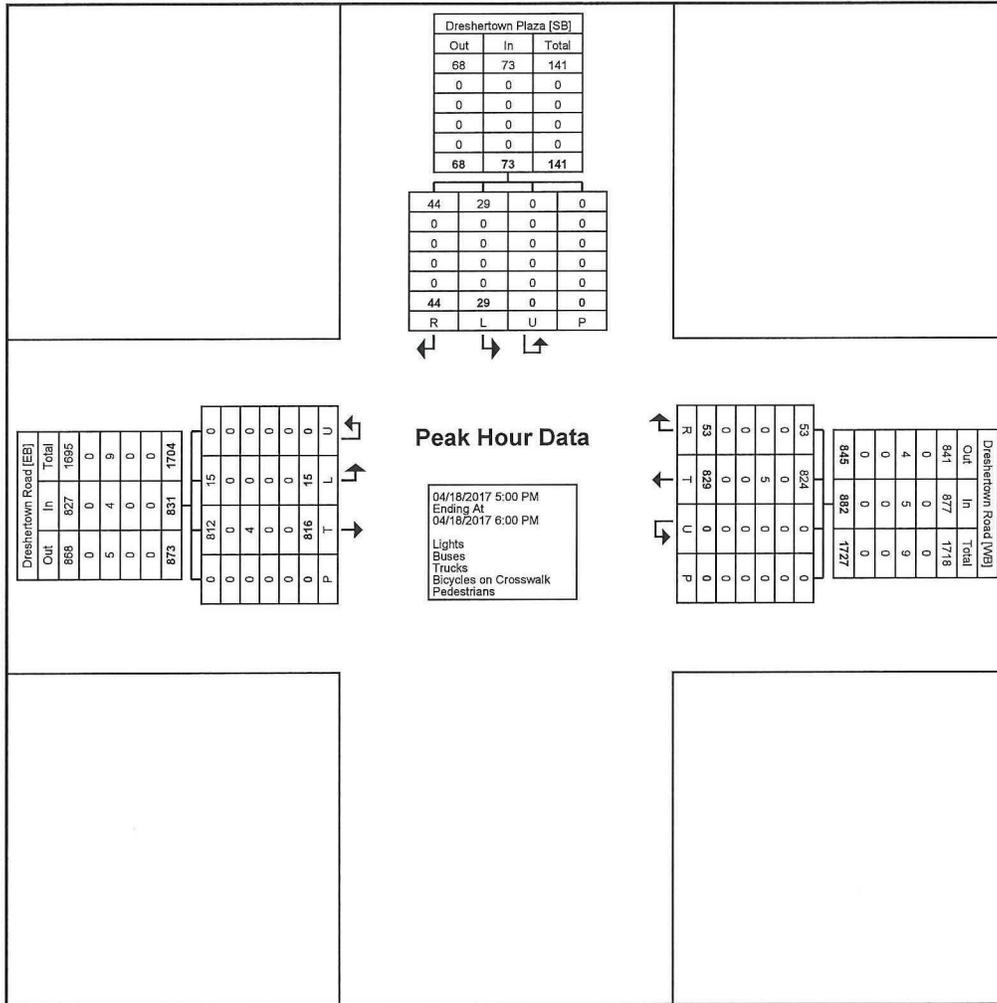 Dreshertown Plaza [SB]
Out In Total
68 73 141
0 0 0
0 0 0
0 0 0
0 0 0
68 73 141
44 29 0 0
0 0 0 0
0 0 0 0
0 0 0 0
0 0 0 0
44 29 0 0
R L U P
Dreshertown Road [EB]
Out In Total
868 827 1695
0 0 0
5 4 9
0 0 0
0 0 0
873 831 1704
0 812 15 0
0 0 0 0
0 4 0 0
0 0 0 0
0 0 0 0
0 816 15 0
P T L U
Peak Hour Data
04/18/2017 5:00 PM
Ending At
04/18/2017 6:00 PM
Lights
Buses
Trucks
Bicycles on Crosswalk
Pedestrians
Dreshertown Road [WB]
Out In Total
841 877 1718
0 0 0
4 5 9
0 0 0
0 0 0
845 882 1727
53 824 0 0
0 0 0 0
0 5 0 0
0 0 0 0
0 0 0 0
53 829 0 0
R T U P